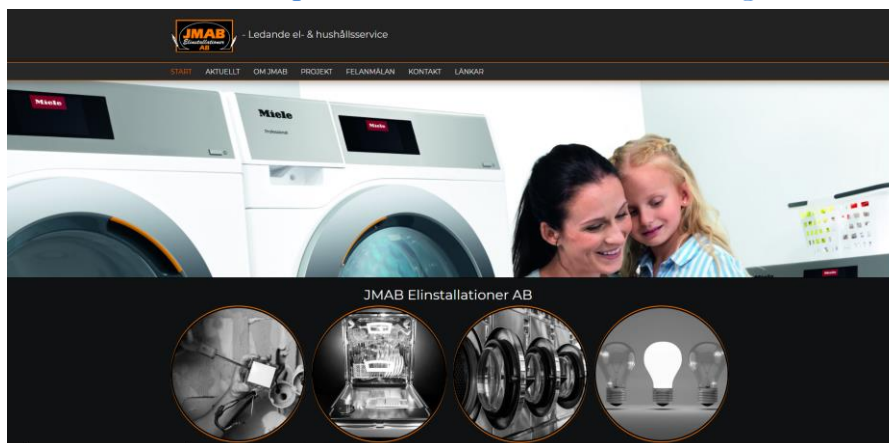 JMAB
Elinstallationer
AB
- Ledande el- & hushållsservice
START AKTUELLT OM JMAB PROJEKT FELANMÄLAN KONTAKT LÄNKAR
Miele
Miele
Professional
Miele
Miele
JMAB Elinstallationer AB